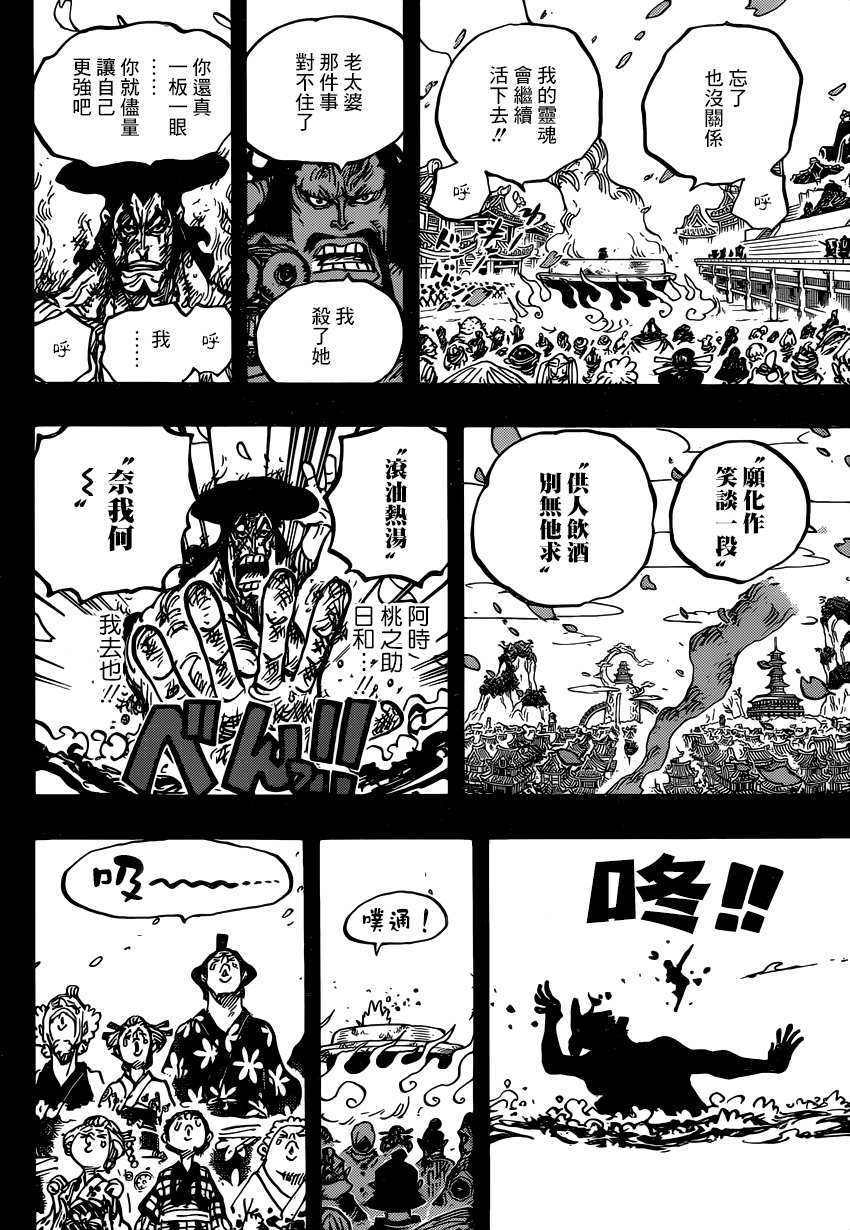 忘了
也沒關係
呼
我的靈魂
會繼續
活下去!!
呼
老太婆
那件事
對不住了
我
殺了她
你還真
一板一眼
……
你就儘量
讓自己
更強吧
呼
我
……
呼
“願化作
笑談一段”
“供人飲酒
別無他求”
“滾油熱湯”
阿時/
桃之助
日和…
“奈我何
～”
我去也!!
べんっ!!
咚!!
噗通！
吸～～……